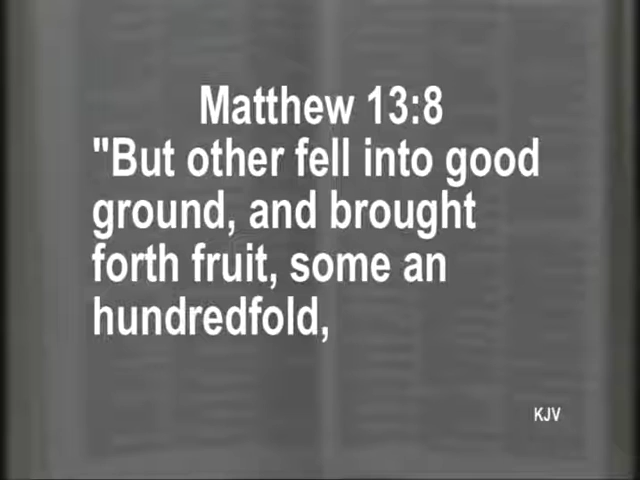 Matthew 13:8
"But other fell into good
ground, and brought
forth fruit, some an
hundredfold,
KJV